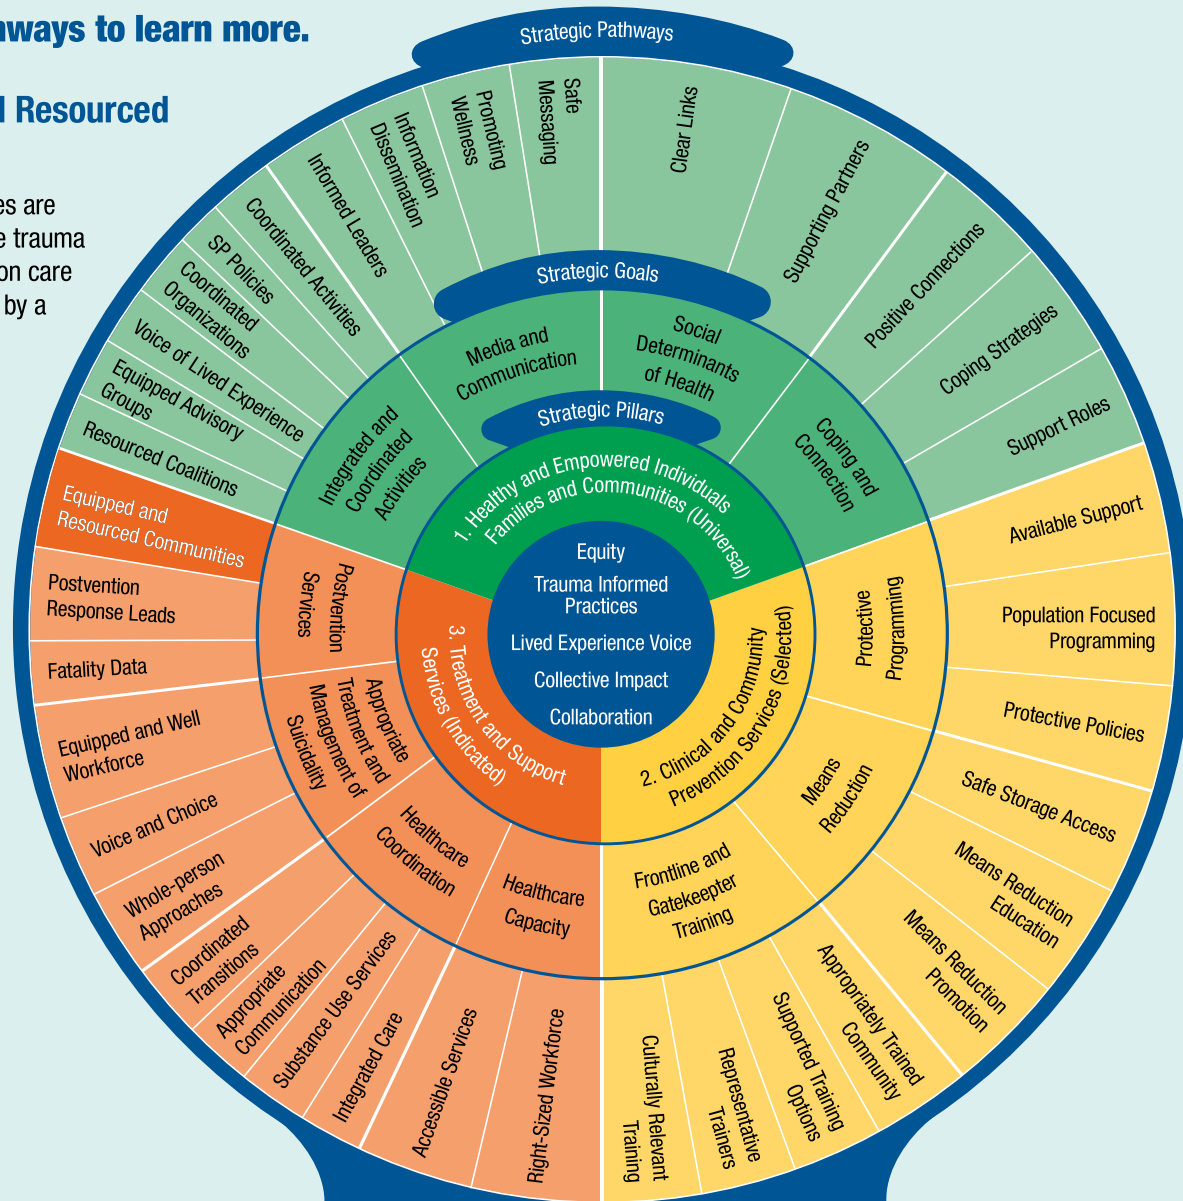 ways to learn more.
Resourced
es are
e trauma
on care
by a
Strategic Pathways
Safe
Messaging
Promoting
Wellness
Information
Dissemination
Informed Leaders
Coordinated Activities
SP Policies
Coordinated
Organizations
Voice of Lived Experience
Equipped Advisory
Groups
Resourced Coalitions
Clear Links
Supporting Partners
Positive Connections
Coping Strategies
Support Roles
Strategic Goals
Media and
Communication
Social
Determinants
of Health
Integrated and
Coordinated
Activities
Coping and
Connection
Strategic Pillars
1. Healthy and Empowered Individuals
Families and Communities (Universal)
Equity
Trauma Informed
Practices
Lived Experience Voice
Collective Impact
Collaboration
Equipped and
Resourced Communities
Postvention
Response Leads
Fatality Data
Equipped and Well
Workforce
Voice and Choice
Whole-person
Approaches
Coordinated
Transitions
Appropriate
Communication
Substance Use Services
Integrated Care
Accessible Services
Right-Sized Workforce
Postvention
Services
Appropriate
Treatment and
Management of
Suicidality
Healthcare
Coordination
Healthcare
Capacity
3. Treatment and Support
Services (Indicated)
2. Clinical and Community
Prevention Services (Selected)
Protective
Programming
Means
Reduction
Frontline and
Gatekeeper
Training
Available Support
Population Focused
Programming
Protective Policies
Safe Storage Access
Means Reduction
Education
Means Reduction
Promotion
Appropriately Trained
Community
Supported Training
Options
Representative
Trainers
Culturally Relevant
Training